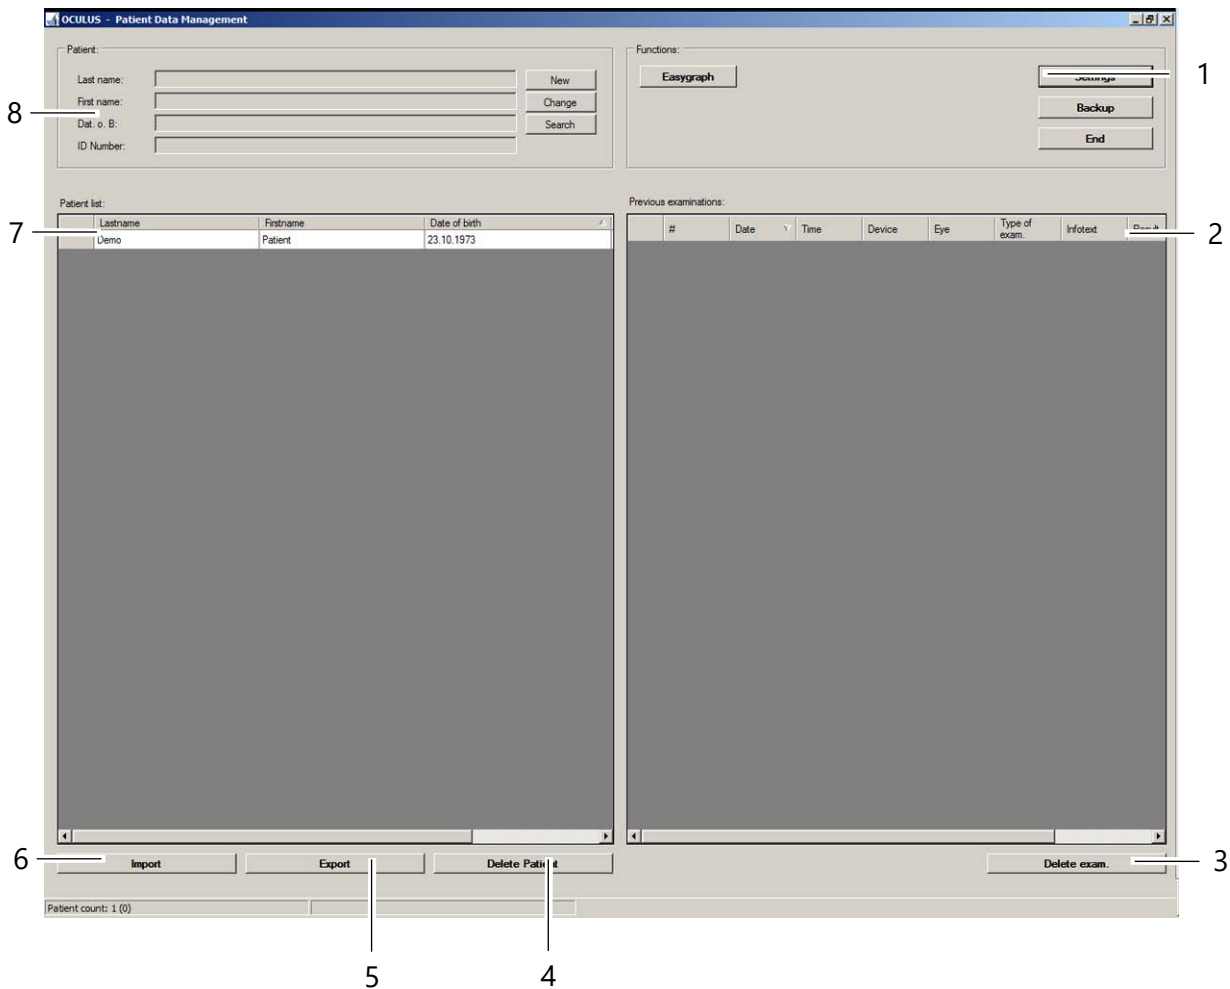 OCULUS - Patient Data Management
Patient:
Last name:
New
First name:
Change
Dat. o. B:
Search
ID Number:
Functions:
Easygraph
Settings
Backup
End
1
8
Patient list:
Lastname Firstname Date of birth
Demo Patient 23.10.1973
7
Previous examinations:
# Date Time Device Eye Type of exam. Infotext Result
2
6
Import Export Delete Patient
Delete exam.
3
Patient count: 1 (0)
5
4